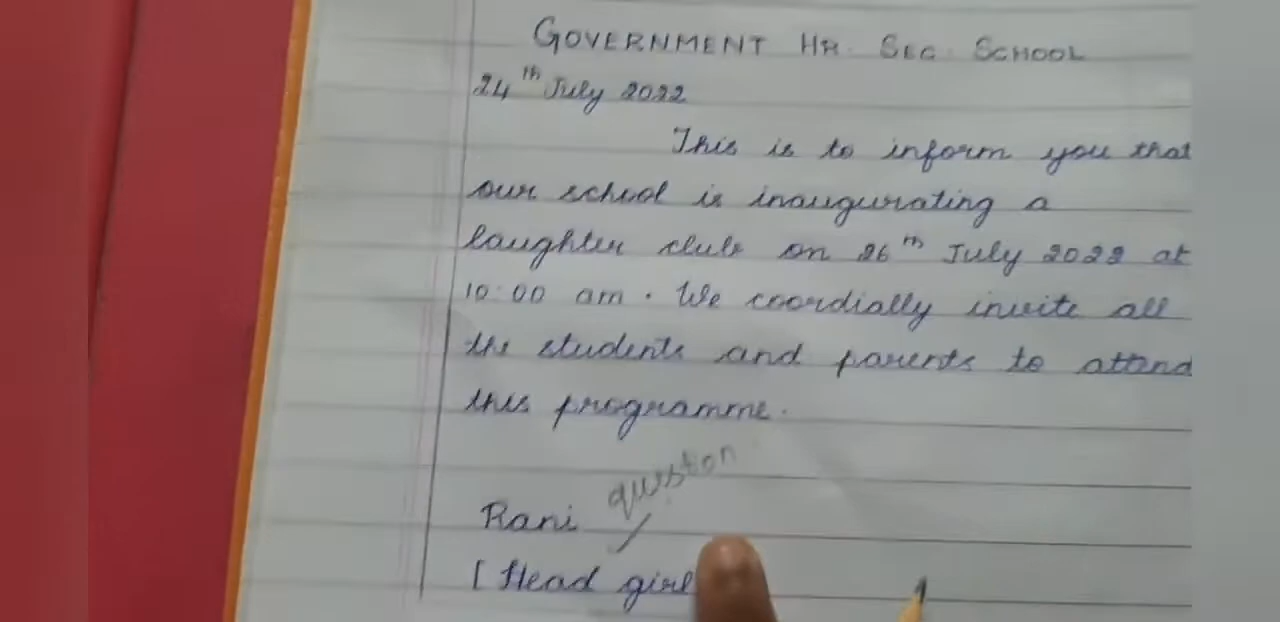 GOVERNMENT HR. SEC. SCHOOL
24th July 2022
This is to inform you that
our school is inaugurating a
laughter club on 26th July 2022 at
10:00 am. We coordially invite all
the students and parents to attend
this programme.
queston
Rani
(Head girl